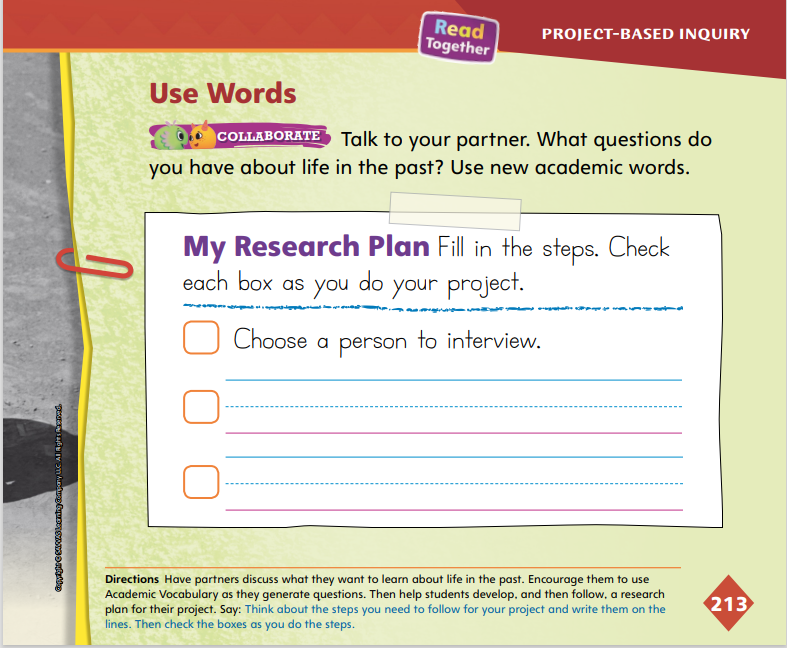 Read
Together
PROJECT-BASED INQUIRY
Use Words
COLLABORATE Talk to your partner. What questions do
you have about life in the past? Use new academic words.
My Research Plan Fill in the steps. Check
each box as you do your project.
Choose a person to interview.
Copyright © SAVVAS Learning Company LLC. All Rights Reserved.
Directions Have partners discuss what they want to learn about life in the past. Encourage them to use
Academic Vocabulary as they generate questions. Then help students develop, and then follow, a research
plan for their project. Say: Think about the steps you need to follow for your project and write them on the
lines. Then check the boxes as you do the steps.
213